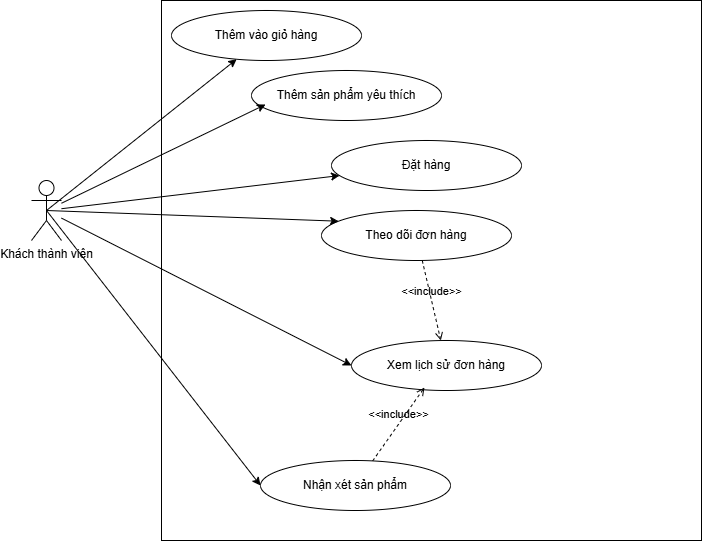 Thêm vào giỏ hàng
Thêm sản phẩm yêu thích
Đặt hàng
Theo dõi đơn hàng
Khách thành viên
<<include>>
Xem lịch sử đơn hàng
<<include>>
Nhận xét sản phẩm